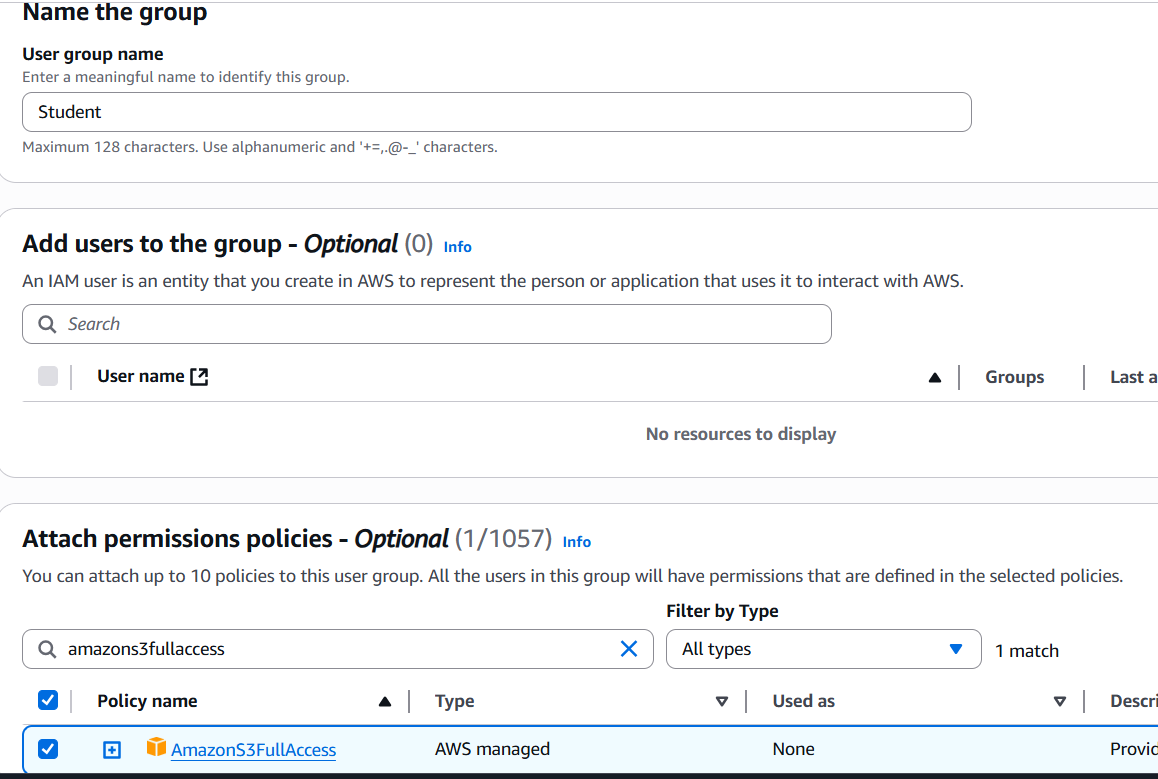 Name the group
User group name
Enter a meaningful name to identify this group.
Student
Maximum 128 characters. Use alphanumeric and '+=,.@-_' characters.
Add users to the group - Optional (0) Info
An IAM user is an entity that you create in AWS to represent the person or application that uses it to interact with AWS.
Search
User name Groups Last a
No resources to display
Attach permissions policies - Optional (1/1057) Info
You can attach up to 10 policies to this user group. All the users in this group will have permissions that are defined in the selected policies.
Filter by Type
amazons3fullaccess All types 1 match
Policy name Type Used as Descri
AmazonS3FullAccess AWS managed None Provid